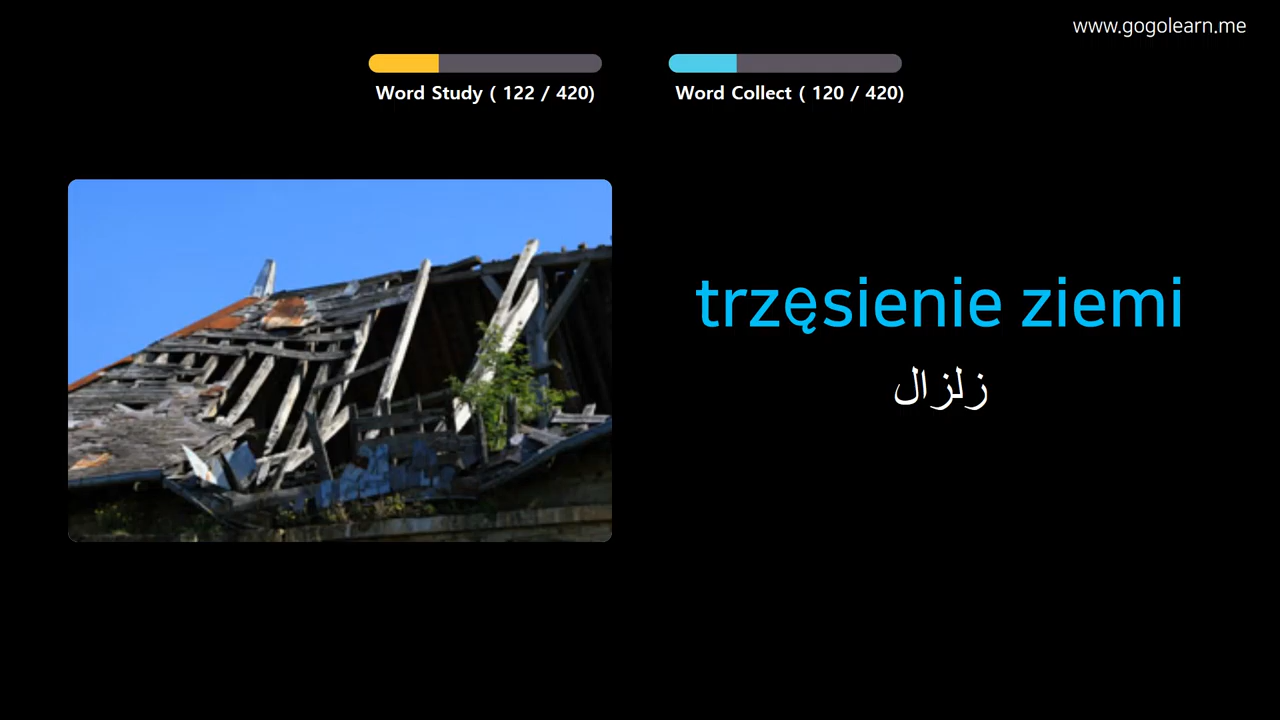 www.gogolearn.me
Word Study ( 122 / 420)
Word Collect ( 120 / 420)
trzęsienie ziemi
زلزال